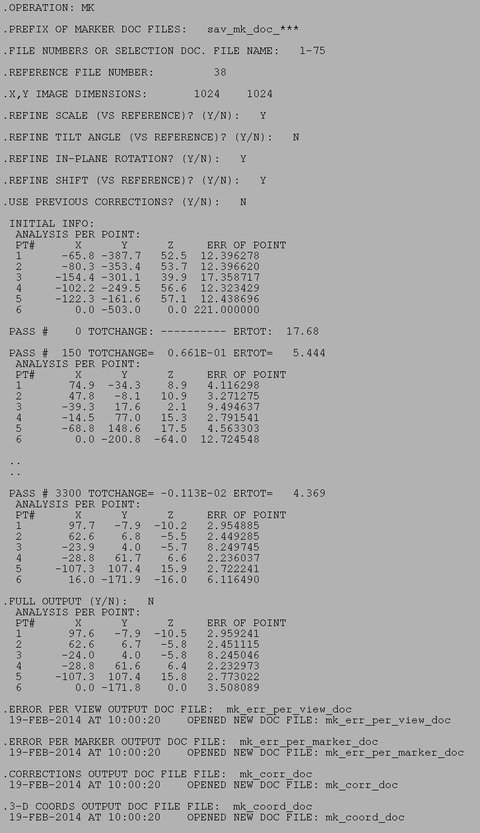 .OPERATION: MK
.PREFIX OF MARKER DOC FILES:   sav_mk_doc_***
.FILE NUMBERS OR SELECTION DOC. FILE NAME:   1-75
.REFERENCE FILE NUMBER:         38
.X,Y IMAGE DIMENSIONS:      1024    1024
.REFINE SCALE (VS REFERENCE)? (Y/N):   Y
.REFINE TILT ANGLE (VS REFERENCE)? (Y/N):   N
.REFINE IN-PLANE ROTATION? (Y/N):   Y
.REFINE SHIFT (VS REFERENCE)? (Y/N):   Y
.USE PREVIOUS CORRECTIONS? (Y/N):   N
INITIAL INFO:
ANALYSIS PER POINT:
PT#      X      Y      Z     ERR OF POINT
1      -65.8 -387.7   52.5  12.396278
2      -80.3 -353.4   53.7  12.396620
3     -154.4 -301.1   39.9  17.358717
4     -102.2 -249.5   56.6  12.323429
5     -122.3 -161.6   57.1  12.438696
6        0.0 -503.0    0.0 221.000000
PASS #    0 TOTCHANGE: ---------- ERTOT:  17.68
PASS #  150 TOTCHANGE=  0.661E-01 ERTOT=   5.444
ANALYSIS PER POINT:
PT#      X      Y      Z     ERR OF POINT
1       74.9  -34.3    8.9   4.116298
2       47.8   -8.1   10.9   3.271275
3      -39.3   17.6    2.1   9.494637
4      -14.5   77.0   15.3   2.791541
5      -68.8  148.6   17.5   4.563303
6        0.0 -200.8  -64.0  12.724548
..
..
PASS # 3300 TOTCHANGE= -0.113E-02 ERTOT=   4.369
ANALYSIS PER POINT:
PT#      X      Y      Z     ERR OF POINT
1       97.7   -7.9  -10.2   2.954885
2       62.6    6.8   -5.5   2.449285
3      -23.9    4.0   -5.7   8.249745
4      -28.8   61.7    6.6   2.236037
5     -107.3  107.4   15.9   2.722241
6       16.0 -171.9  -16.0   6.116490
.FULL OUTPUT (Y/N):   N
ANALYSIS PER POINT:
PT#      X      Y      Z     ERR OF POINT
1       97.6   -7.9  -10.5   2.959241
2       62.6    6.7   -5.8   2.451115
3      -24.0    4.0   -5.8   8.245046
4      -28.8   61.6    6.4   2.232973
5     -107.3  107.4   15.8   2.773022
6        0.0 -171.8    0.0   3.508089
.ERROR PER VIEW OUTPUT DOC FILE:  mk_err_per_view_doc
19-FEB-2014 AT 10:00:20    OPENED NEW DOC FILE: mk_err_per_view_doc
.ERROR PER MARKER OUTPUT DOC FILE:  mk_err_per_marker_doc
19-FEB-2014 AT 10:00:20    OPENED NEW DOC FILE: mk_err_per_marker_doc
.CORRECTIONS OUTPUT DOC FILE:  mk_corr_doc
19-FEB-2014 AT 10:00:20    OPENED NEW DOC FILE: mk_corr_doc
.3-D COORDS OUTPUT DOC FILE FILE:  mk_coord_doc
19-FEB-2014 AT 10:00:20    OPENED NEW DOC FILE: mk_coord_doc